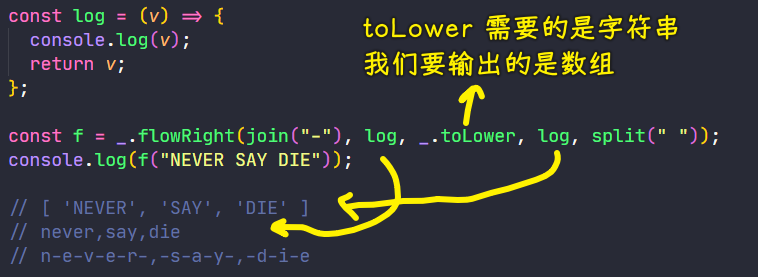 const log = (v) => {
  console.log(v);
  return v;
};
toLower 需要的是字符串
我们要输出的是数组
const f = _.flowRight(join("-"), log, _.toLower, log, split(" "));
console.log(f("NEVER SAY DIE"));
// [ 'NEVER', 'SAY', 'DIE' ]
// never,say,die
// n-e-v-e-r-,-s-a-y-,-d-i-e